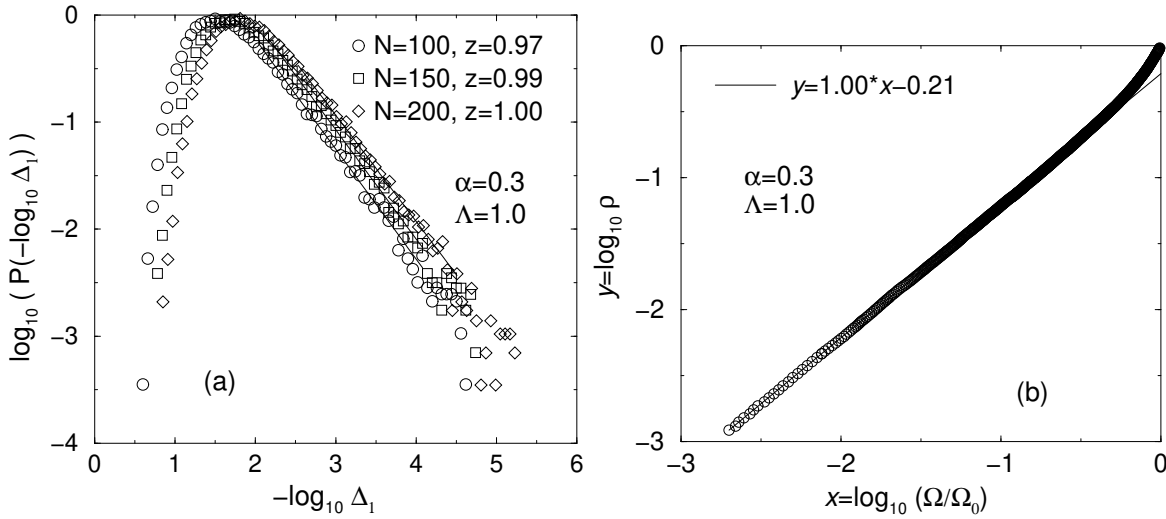 0
−1
−2
−3
−4
log₁₀ ( P(−log₁₀ Δ₁) )
N=100, z=0.97
N=150, z=0.99
N=200, z=1.00
α=0.3
Λ=1.0
(a)
0 1 2 3 4 5 6
−log₁₀ Δ₁
0
−1
−2
−3
y=log₁₀ ρ
y=1.00*x−0.21
α=0.3
Λ=1.0
(b)
−3 −2 −1 0
x=log₁₀ (Ω/Ω₀)